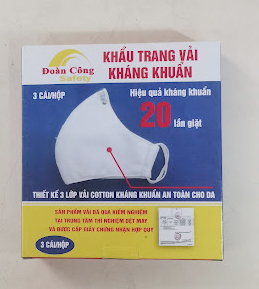 Đoàn Công
Safety
KHẨU TRANG VẢI
KHÁNG KHUẨN
3 CÁI/HỘP
Hiệu quả kháng khuẩn
20 lần giặt
THIẾT KẾ 3 LỚP VẢI COTTON KHÁNG KHUẨN AN TOÀN CHO DA
SẢN PHẨM VẢI ĐÃ QUA KIỂM NGHIỆM
TẠI TRUNG TÂM THÍ NGHIỆM DỆT MAY
VÀ ĐƯỢC CẤP GIẤY CHỨNG NHẬN HỢP QUY
3 CÁI/HỘP